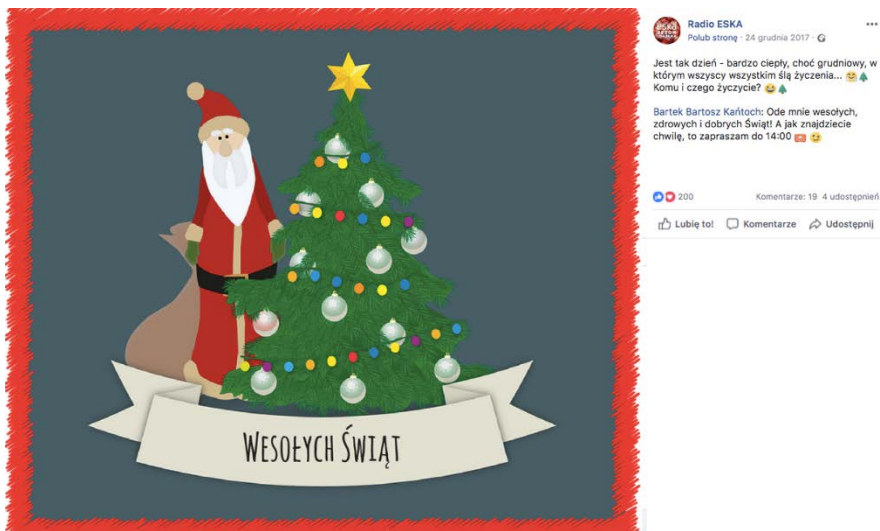 Radio ESKA
Polub stronę · 24 grudnia 2017 ·
Jest tak dzień - bardzo ciepły, choć grudniowy, w
którym wszyscy wszystkim ślą życzenia... 🤗🎄
Komu i czego życzycie? 😂🎄
Bartek Bartosz Kańtoch: Ode mnie wesołych,
zdrowych i dobrych Świąt! A jak znajdziecie
chwilę, to zapraszam do 14:00 📻 😉
200 Komentarze: 19 4 udostępnień
Lubię to! Komentarze Udostępnij
WESOŁYCH ŚWIĄT